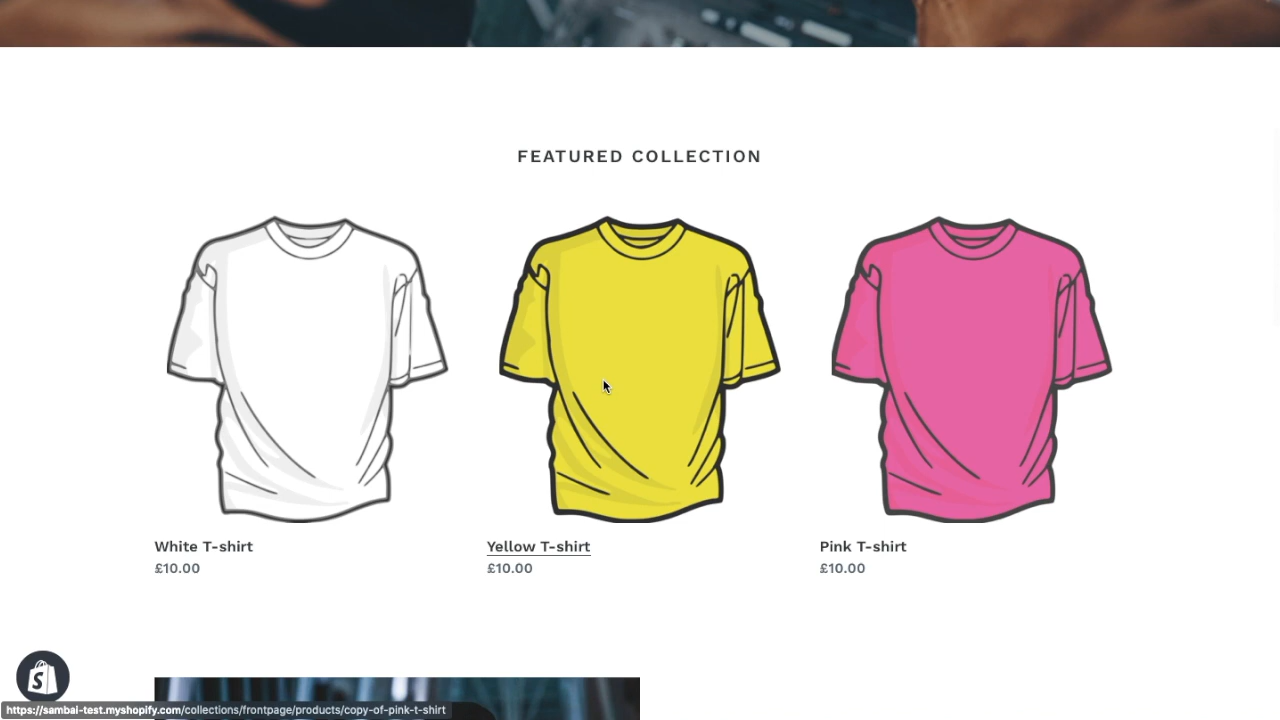 FEATURED COLLECTION
White T-shirt
£10.00
Yellow T-shirt
£10.00
Pink T-shirt
£10.00
S
https://sambai-test.myshopify.com/collections/frontpage/products/copy-of-pink-t-shirt